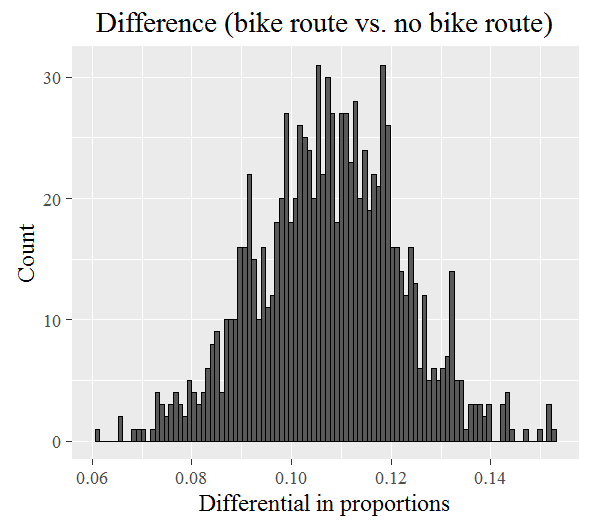 Difference (bike route vs. no bike route)
30
20
10
0
Count
0.06 0.08 0.10 0.12 0.14
Differential in proportions